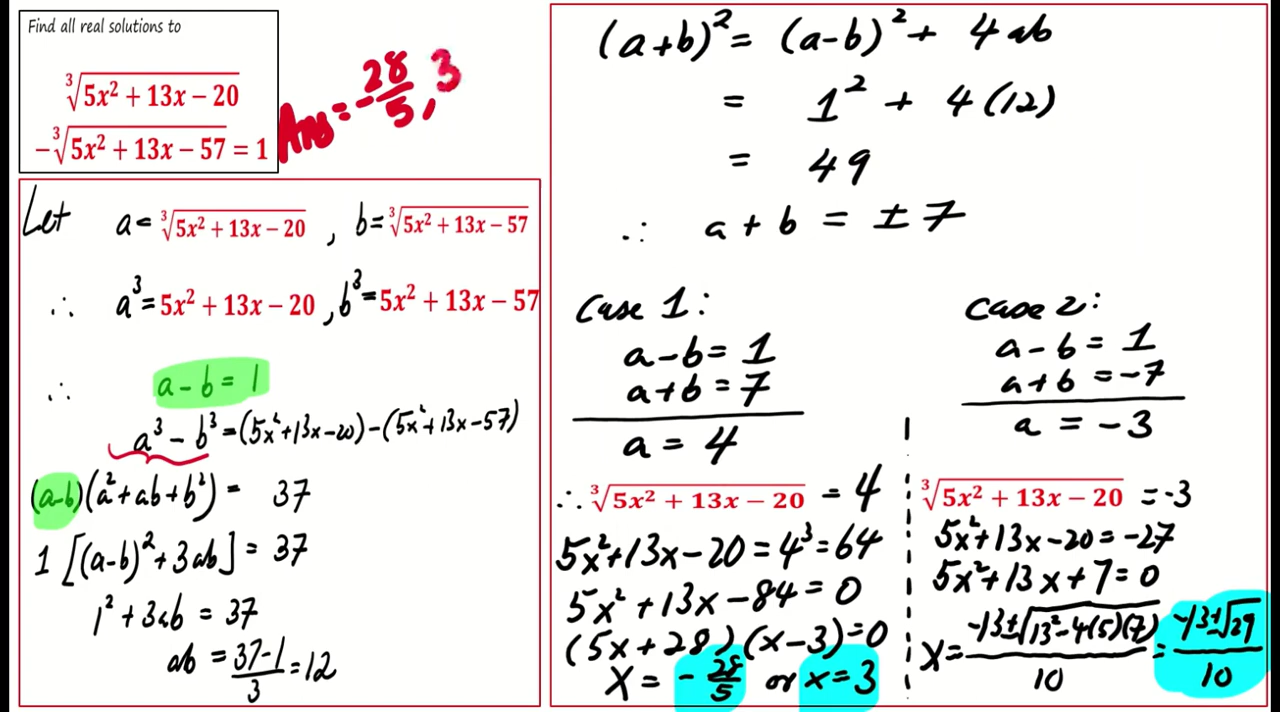 Find all real solutions to
∛(5x² + 13x − 20)
−∛(5x² + 13x − 57) = 1
Ans = −28/5, 3
Let a = ∛(5x² + 13x − 20) , b = ∛(5x² + 13x − 57)
∴ a³ = 5x² + 13x − 20 , b³ = 5x² + 13x − 57
∴ a − b = 1
a³ − b³ = (5x² + 13x − 20) − (5x² + 13x − 57)
(a−b)(a² + ab + b²) = 37
1 [(a−b)² + 3ab] = 37
1² + 3ab = 37
ab = (37−1)/3 = 12
(a+b)² = (a−b)² + 4ab
= 1² + 4(12)
= 49
∴ a + b = ±7
Case 1:
a − b = 1
a + b = 7
a = 4
∴ ∛(5x² + 13x − 20) = 4
5x² + 13x − 20 = 4³ = 64
5x² + 13x − 84 = 0
(5x + 28)(x − 3) = 0
x = −28/5 or x = 3
Case 2:
a − b = 1
a + b = −7
a = −3
∛(5x² + 13x − 20) = −3
5x² + 13x − 20 = −27
5x² + 13x + 7 = 0
x = (−13 ± √(13² − 4(5)(7)))/10 = (−13 ± √29)/10